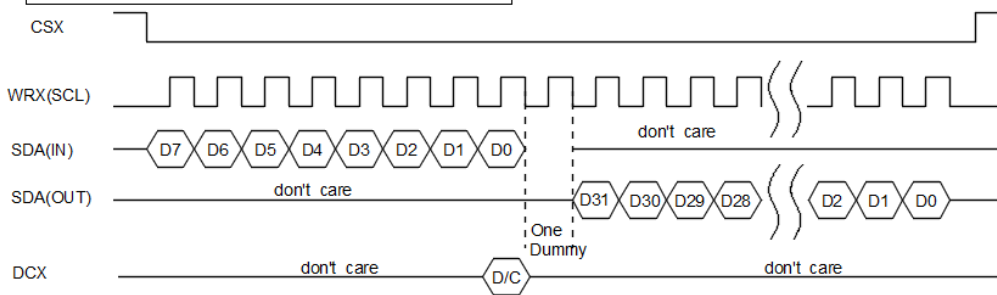 CSX
WRX(SCL)
don't care
SDA(IN) D7 D6 D5 D4 D3 D2 D1 D0
SDA(OUT) don't care D31 D30 D29 D28 D2 D1 D0
One
Dummy
DCX don't care D/C don't care